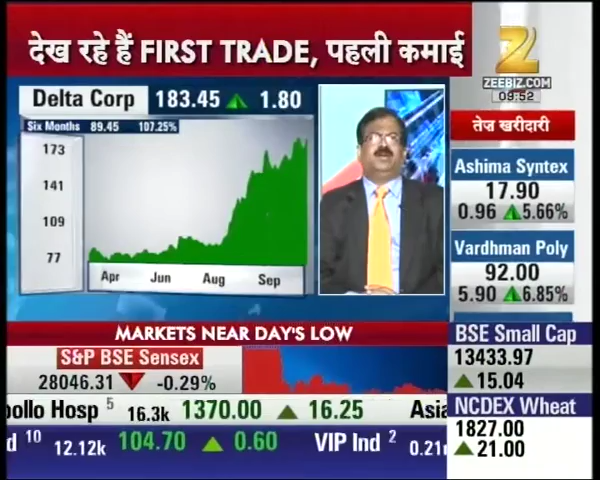 देख रहे हैं FIRST TRADE, पहली कमाई
Z
ZEEBIZ.COM
09:52
Delta Corp 183.45 1.80
Six Months 89.45 107.25%
173
141
109
77
Apr Jun Aug Sep
तेज खरीदारी
Ashima Syntex
17.90
0.96 5.66%
Vardhman Poly
92.00
5.90 6.85%
MARKETS NEAR DAY'S LOW
S&P BSE Sensex
28046.31 -0.29%
BSE Small Cap
13433.97
15.04
NCDEX Wheat
1827.00
21.00
ollo Hosp 5 16.3k 1370.00 16.25 Asia
d 10 12.12k 104.70 0.60 VIP Ind 2 0.21